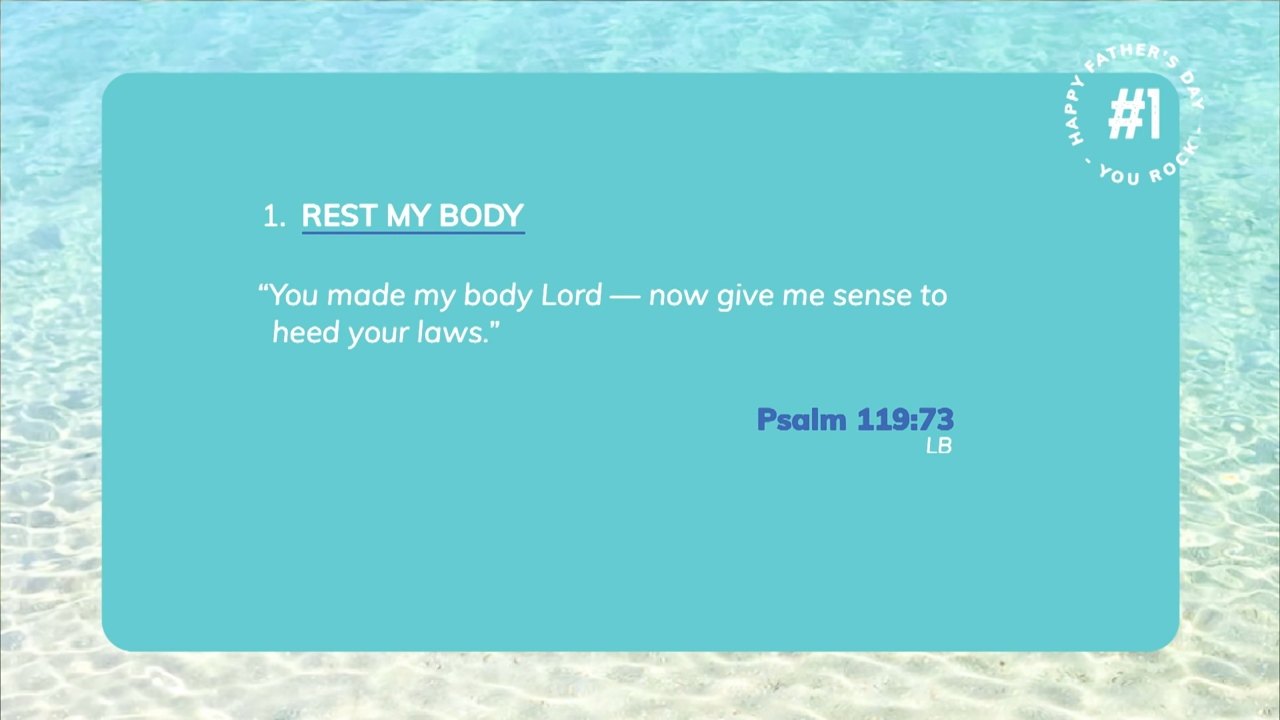 HAPPY FATHER'S DAY
#1
- YOU ROCK -
1. REST MY BODY
“You made my body Lord — now give me sense to
heed your laws.”
Psalm 119:73
LB